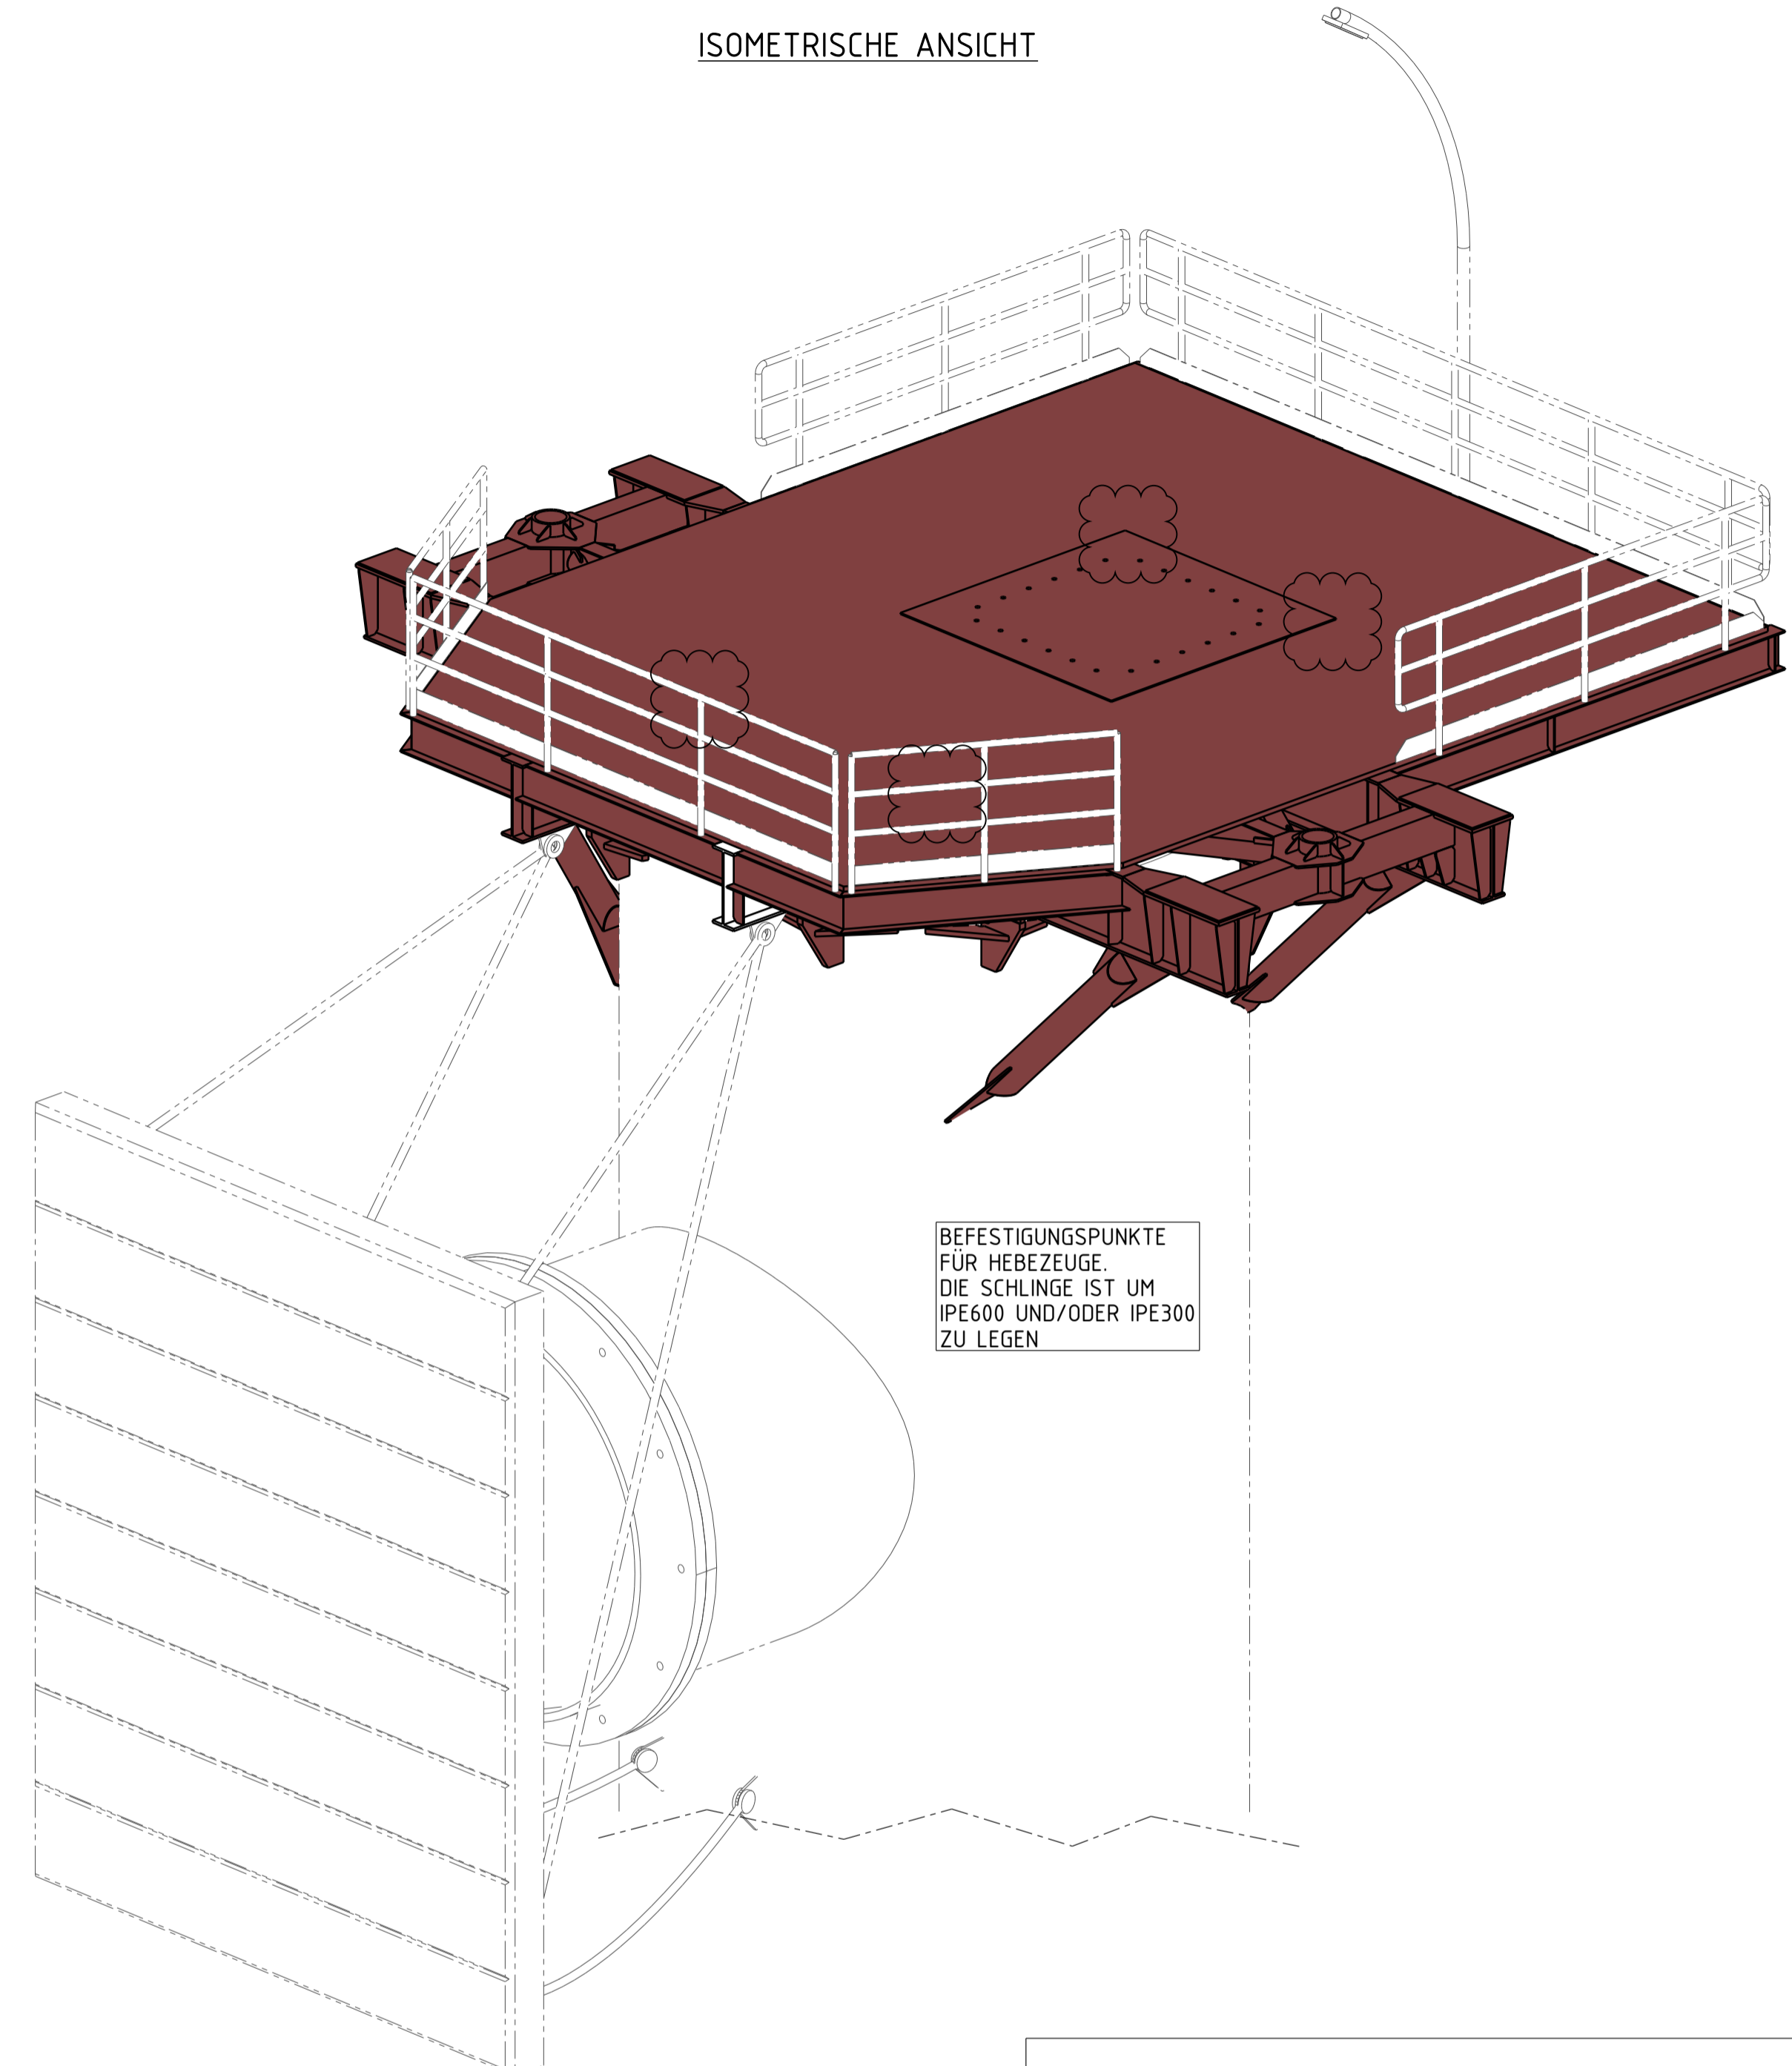 ISOMETRISCHE ANSICHT
BEFESTIGUNGSPUNKTE
FÜR HEBEZEUGE.
DIE SCHLINGE IST UM
IPE600 UND/ODER IPE300
ZU LEGEN